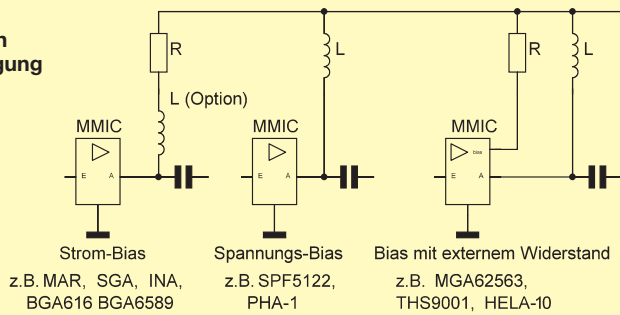 n
gung
R
L (Option)
L
R
L
MMIC
MMIC
MMIC
E A
E A
bias
E A
Strom-Bias
z.B. MAR, SGA, INA,
BGA616 BGA6589
Spannungs-Bias
z.B. SPF5122,
PHA-1
Bias mit externem Widerstand
z.B. MGA62563,
THS9001, HELA-10